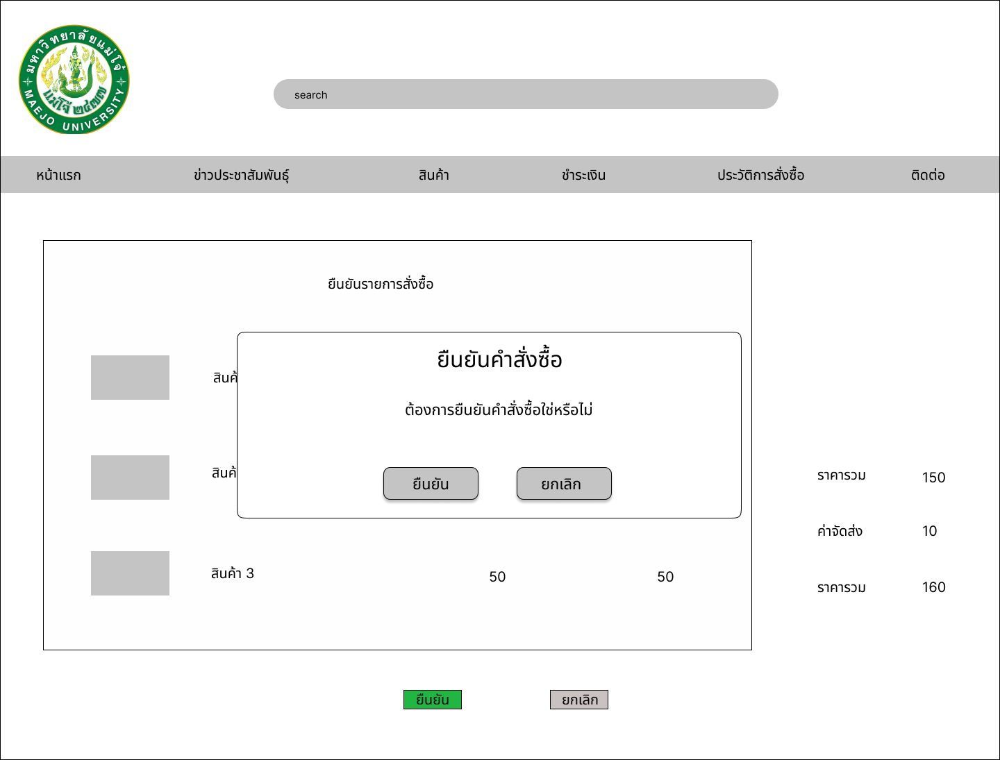 มหาวิทยาลัยแม่โจ้
แม่โจ้ ๒๔๗๗
MAEJO UNIVERSITY
search
หน้าแรก ข่าวประชาสัมพันธุ์ สินค้า ชำระเงิน ประวัติการสั่งซื้อ ติดต่อ
ยืนยันรายการสั่งซื้อ
ยืนยันคำสั่งซื้อ
สินค้
ต้องการยืนยันคำสั่งซื้อใช่หรือไม่
สินค้
ยืนยัน ยกเลิก
ราคารวม 150
ค่าจัดส่ง 10
สินค้า 3 50 50
ราคารวม 160
ยืนยัน ยกเลิก